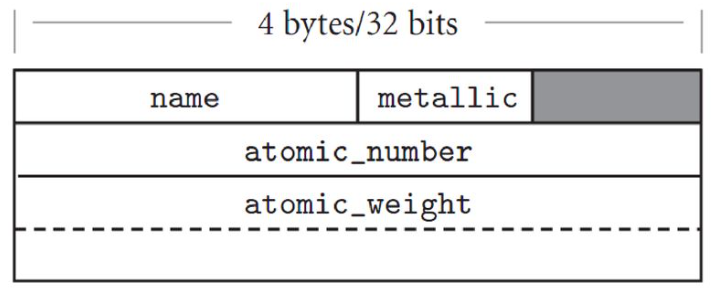 4 bytes/32 bits
name metallic
atomic_number
atomic_weight